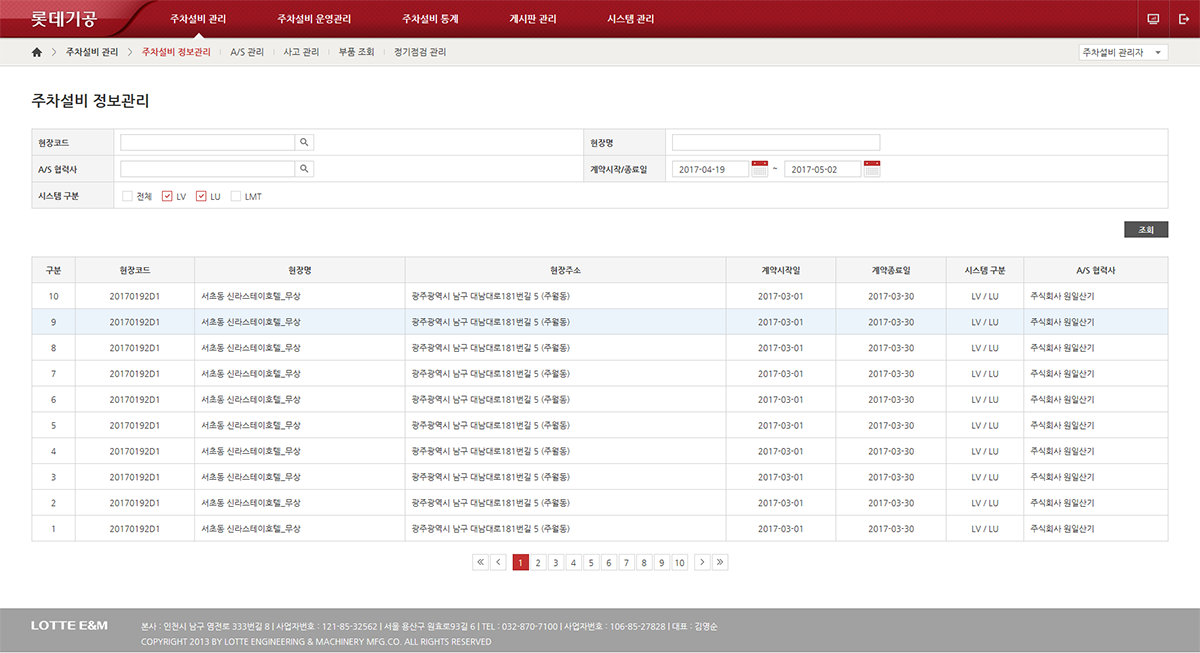 롯데기공 주차설비 관리 주차설비 운영관리 주차설비 통계 게시판 관리 시스템 관리
주차설비 관리 주차설비 정보관리 A/S 관리 사고 관리 부품 조회 정기점검 관리 주차설비 관리자
주차설비 정보관리
현장코드 현장명
A/S 협력사 계약시작/종료일 2017-04-19 ~ 2017-05-02
시스템 구분 전체 LV LU LMT
조회
구분 현장코드 현장명 현장주소 계약시작일 계약종료일 시스템 구분 A/S 협력사
10 20170192D1 서초동 신라스테이호텔_무상 광주광역시 남구 대남대로181번길 5 (주월동) 2017-03-01 2017-03-30 LV / LU 주식회사 원일산기
9 20170192D1 서초동 신라스테이호텔_무상 광주광역시 남구 대남대로181번길 5 (주월동) 2017-03-01 2017-03-30 LV / LU 주식회사 원일산기
8 20170192D1 서초동 신라스테이호텔_무상 광주광역시 남구 대남대로181번길 5 (주월동) 2017-03-01 2017-03-30 LV / LU 주식회사 원일산기
7 20170192D1 서초동 신라스테이호텔_무상 광주광역시 남구 대남대로181번길 5 (주월동) 2017-03-01 2017-03-30 LV / LU 주식회사 원일산기
6 20170192D1 서초동 신라스테이호텔_무상 광주광역시 남구 대남대로181번길 5 (주월동) 2017-03-01 2017-03-30 LV / LU 주식회사 원일산기
5 20170192D1 서초동 신라스테이호텔_무상 광주광역시 남구 대남대로181번길 5 (주월동) 2017-03-01 2017-03-30 LV / LU 주식회사 원일산기
4 20170192D1 서초동 신라스테이호텔_무상 광주광역시 남구 대남대로181번길 5 (주월동) 2017-03-01 2017-03-30 LV / LU 주식회사 원일산기
3 20170192D1 서초동 신라스테이호텔_무상 광주광역시 남구 대남대로181번길 5 (주월동) 2017-03-01 2017-03-30 LV / LU 주식회사 원일산기
2 20170192D1 서초동 신라스테이호텔_무상 광주광역시 남구 대남대로181번길 5 (주월동) 2017-03-01 2017-03-30 LV / LU 주식회사 원일산기
1 20170192D1 서초동 신라스테이호텔_무상 광주광역시 남구 대남대로181번길 5 (주월동) 2017-03-01 2017-03-30 LV / LU 주식회사 원일산기
1 2 3 4 5 6 7 8 9 10
LOTTE E&M 본사 : 인천시 남구 염전로 333번길 8 | 사업자번호 : 121-85-32562 | 서울 용산구 원효로93길 6 | TEL : 032-870-7100 | 사업자번호 : 106-85-27828 | 대표 : 김영순
COPYRIGHT 2013 BY LOTTE ENGINEERING & MACHINERY MFG.CO. ALL RIGHTS RESERVED